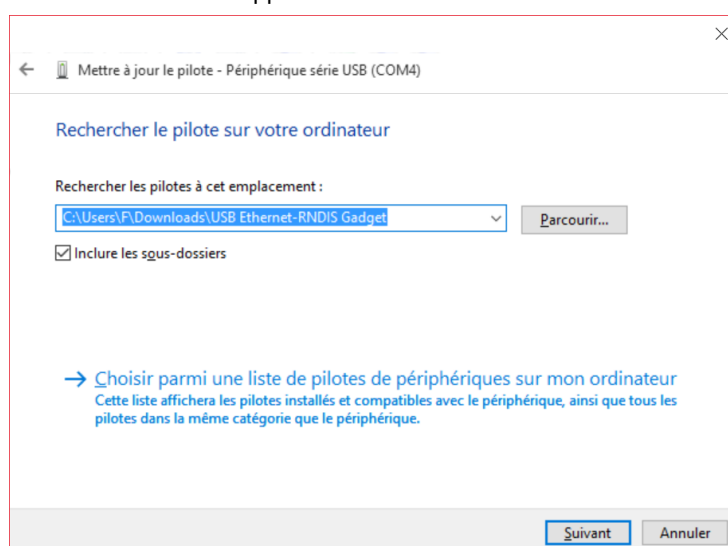 Mettre à jour le pilote - Périphérique série USB (COM4)
Rechercher le pilote sur votre ordinateur
Rechercher les pilotes à cet emplacement :
C:\Users\F\Downloads\USB Ethernet-RNDIS Gadget
Parcourir...
Inclure les sous-dossiers
Choisir parmi une liste de pilotes de périphériques sur mon ordinateur
Cette liste affichera les pilotes installés et compatibles avec le périphérique, ainsi que tous les
pilotes dans la même catégorie que le périphérique.
Suivant
Annuler